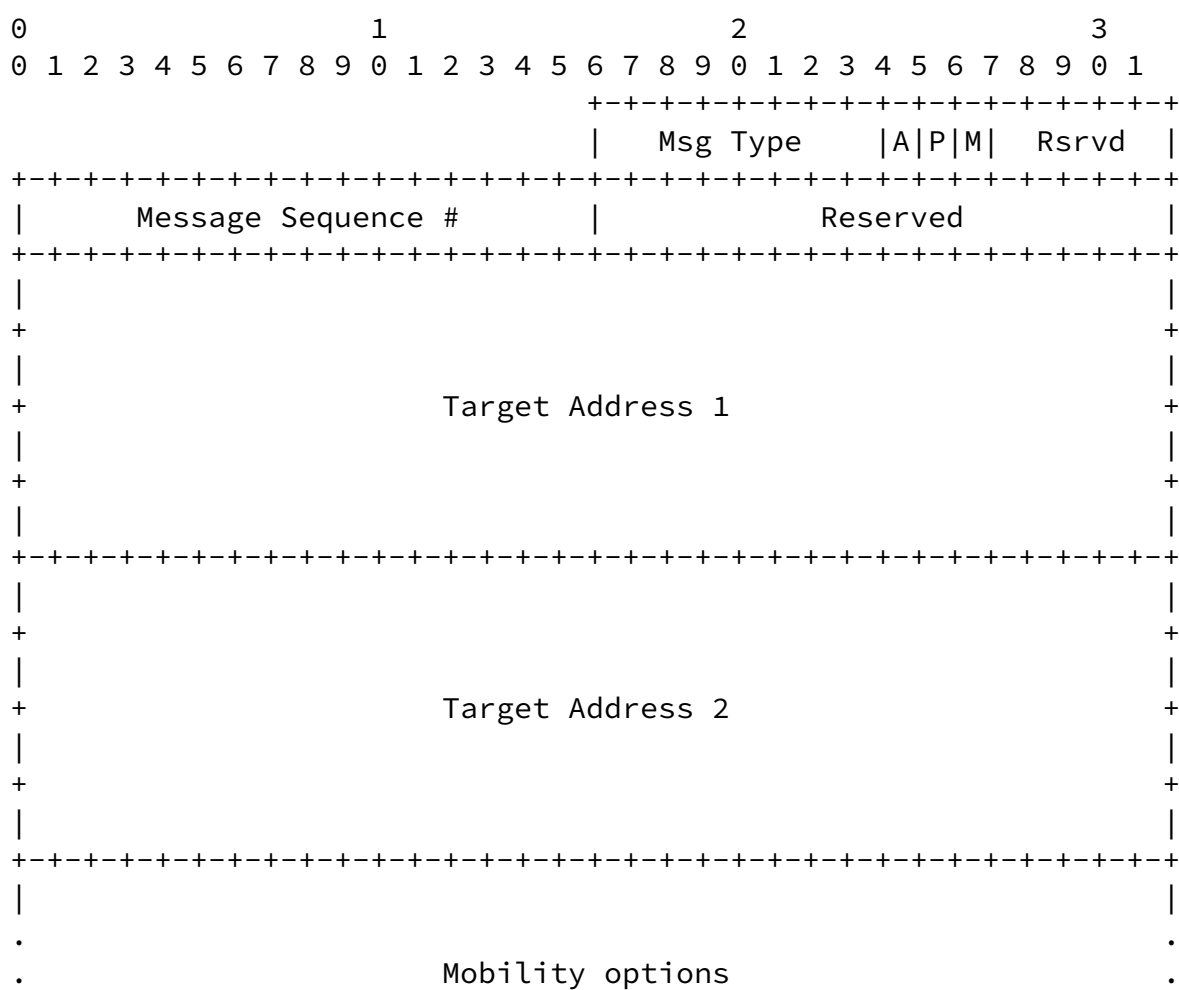 0                   1                   2                   3
0 1 2 3 4 5 6 7 8 9 0 1 2 3 4 5 6 7 8 9 0 1 2 3 4 5 6 7 8 9 0 1
                                +-+-+-+-+-+-+-+-+-+-+-+-+-+-+-+-+
                                |   Msg Type    |A|P|M|  Rsrvd  |
+-+-+-+-+-+-+-+-+-+-+-+-+-+-+-+-+-+-+-+-+-+-+-+-+-+-+-+-+-+-+-+-+
|      Message Sequence #       |            Reserved           |
+-+-+-+-+-+-+-+-+-+-+-+-+-+-+-+-+-+-+-+-+-+-+-+-+-+-+-+-+-+-+-+-+
|                                                               |
+                                                               +
|                                                               |
+                       Target Address 1                        +
|                                                               |
+                                                               +
|                                                               |
+-+-+-+-+-+-+-+-+-+-+-+-+-+-+-+-+-+-+-+-+-+-+-+-+-+-+-+-+-+-+-+-+
|                                                               |
+                                                               +
|                                                               |
+                       Target Address 2                        +
|                                                               |
+                                                               +
|                                                               |
+-+-+-+-+-+-+-+-+-+-+-+-+-+-+-+-+-+-+-+-+-+-+-+-+-+-+-+-+-+-+-+-+
|                                                               |
.                                                               .
.                       Mobility options                        .